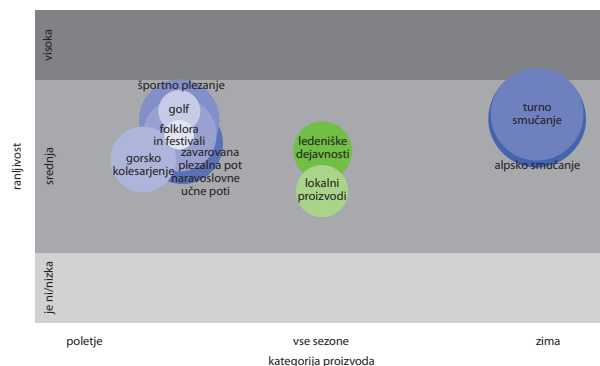 visoka
srednja
je ni/nizka
ranljivost
športno plezanje
golf
folklora
in festivali
zavarovana
plezalna pot
gorsko
kolesarjenje
naravoslovne
učne poti
ledeniške
dejavnosti
lokalni
proizvodi
turno
smučanje
alpsko smučanje
poletje
vse sezone
zima
kategorija proizvoda